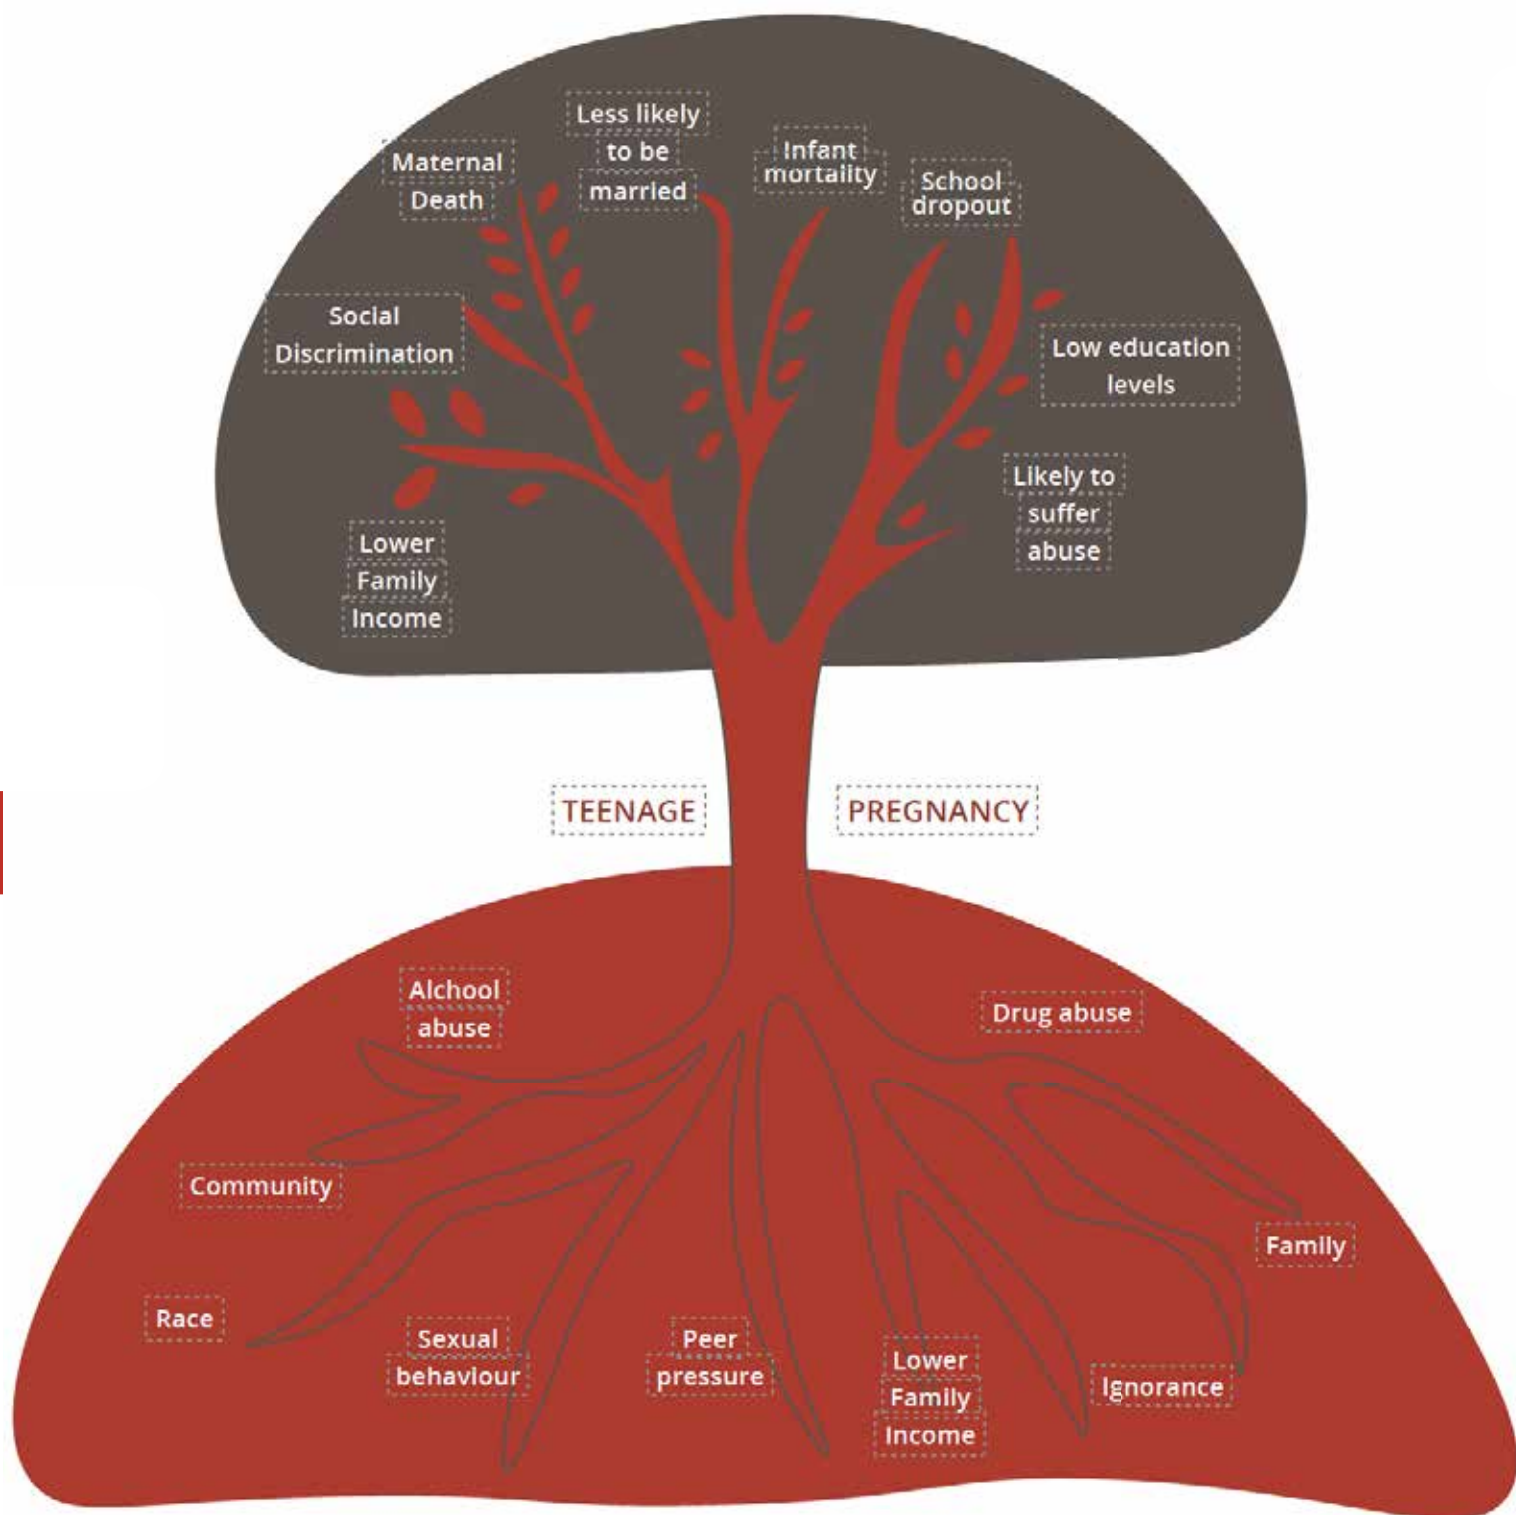 Less likely
to be
married
Maternal
Death
Infant
mortality
School
dropout
Social
Discrimination
Low education
levels
Likely to
suffer
abuse
Lower
Family
Income
TEENAGE PREGNANCY
Alchool
abuse
Drug abuse
Community
Family
Race
Sexual
behaviour
Peer
pressure
Lower
Family
Income
Ignorance